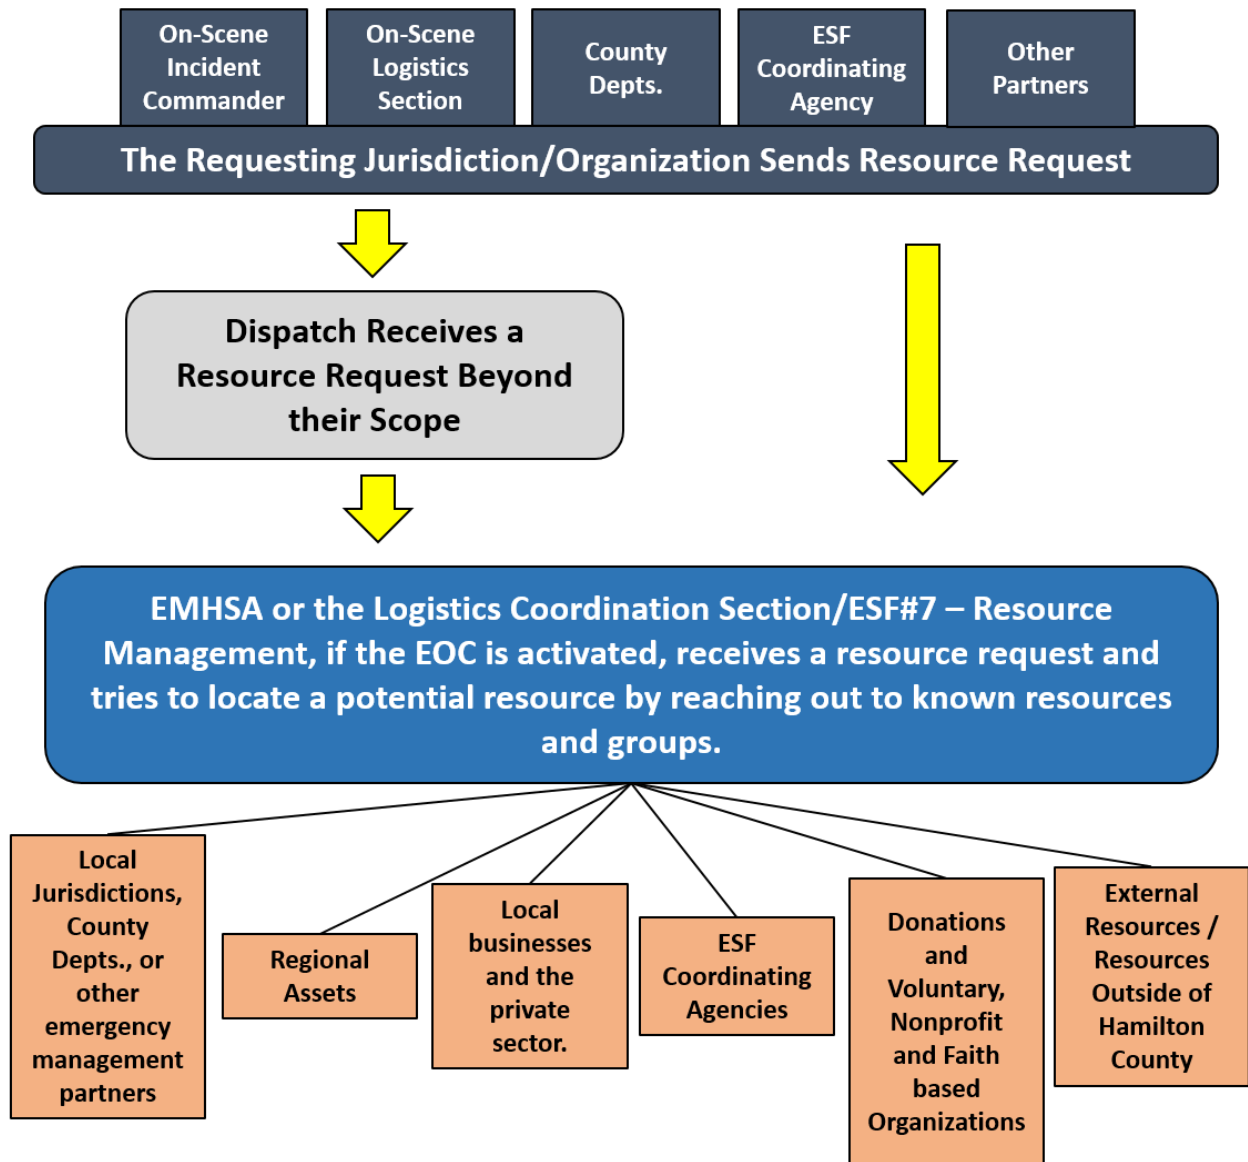 On-Scene
Incident
Commander
On-Scene
Logistics
Section
County
Depts.
ESF
Coordinating
Agency
Other
Partners
The Requesting Jurisdiction/Organization Sends Resource Request
Dispatch Receives a
Resource Request Beyond
their Scope
EMHSA or the Logistics Coordination Section/ESF#7 – Resource
Management, if the EOC is activated, receives a resource request and
tries to locate a potential resource by reaching out to known resources
and groups.
Local
Jurisdictions,
County
Depts., or
other
emergency
management
partners
Regional
Assets
Local
businesses
and the
private
sector.
ESF
Coordinating
Agencies
Donations
and
Voluntary,
Nonprofit
and Faith
based
Organizations
External
Resources /
Resources
Outside of
Hamilton
County